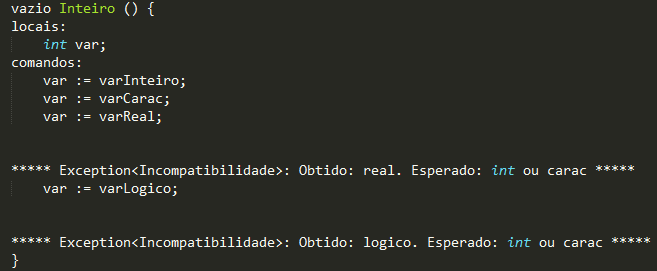 vazio Inteiro () {
locais:
    int var;
comandos:
    var := varInteiro;
    var := varCarac;
    var := varReal;
***** Exception<Incompatibilidade>: Obtido: real. Esperado: int ou carac *****
    var := varLogico;
***** Exception<Incompatibilidade>: Obtido: logico. Esperado: int ou carac *****
}